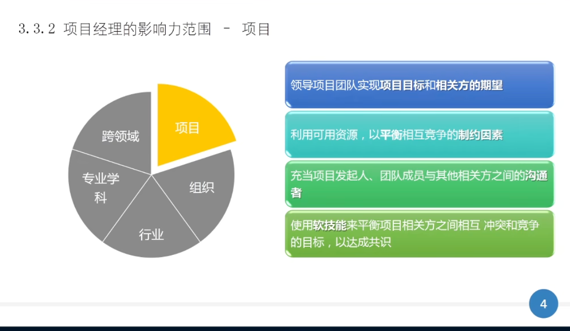 3.3.2 项目经理的影响力范围 – 项目
项目
跨领域
组织
专业学
科
行业
领导项目团队实现项目目标和相关方的期望
利用可用资源，以平衡相互竞争的制约因素
充当项目发起人、团队成员与其他相关方之间的沟通
者
使用软技能来平衡项目相关方之间相互 冲突和竞争
的目标，以达成共识
4